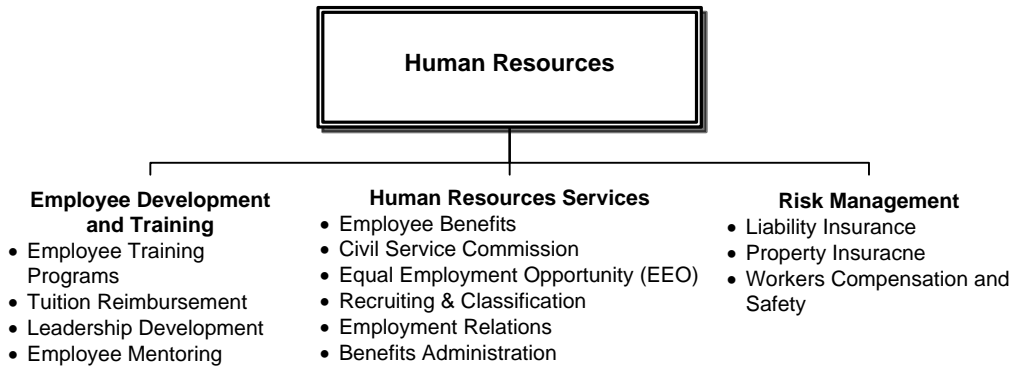 Human Resources
Employee Development
and Training
• Employee Training
Programs
• Tuition Reimbursement
• Leadership Development
• Employee Mentoring
Human Resources Services
• Employee Benefits
• Civil Service Commission
• Equal Employment Opportunity (EEO)
• Recruiting & Classification
• Employment Relations
• Benefits Administration
Risk Management
• Liability Insurance
• Property Insuracne
• Workers Compensation and
Safety